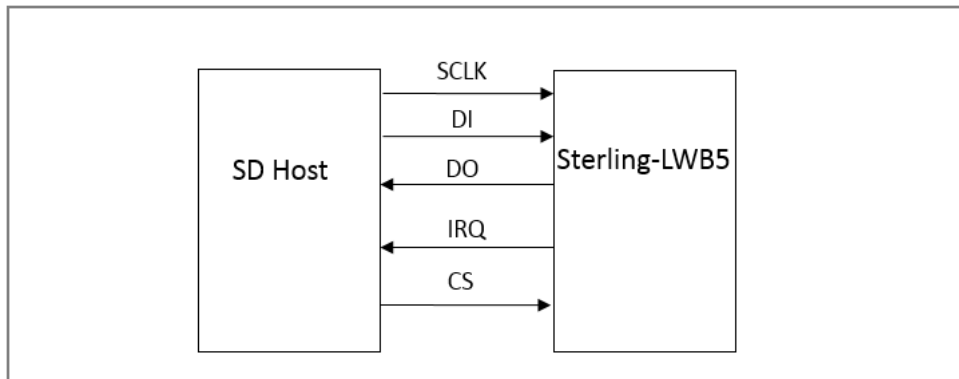 SCLK
DI
SD Host
Sterling-LWB5
DO
IRQ
CS